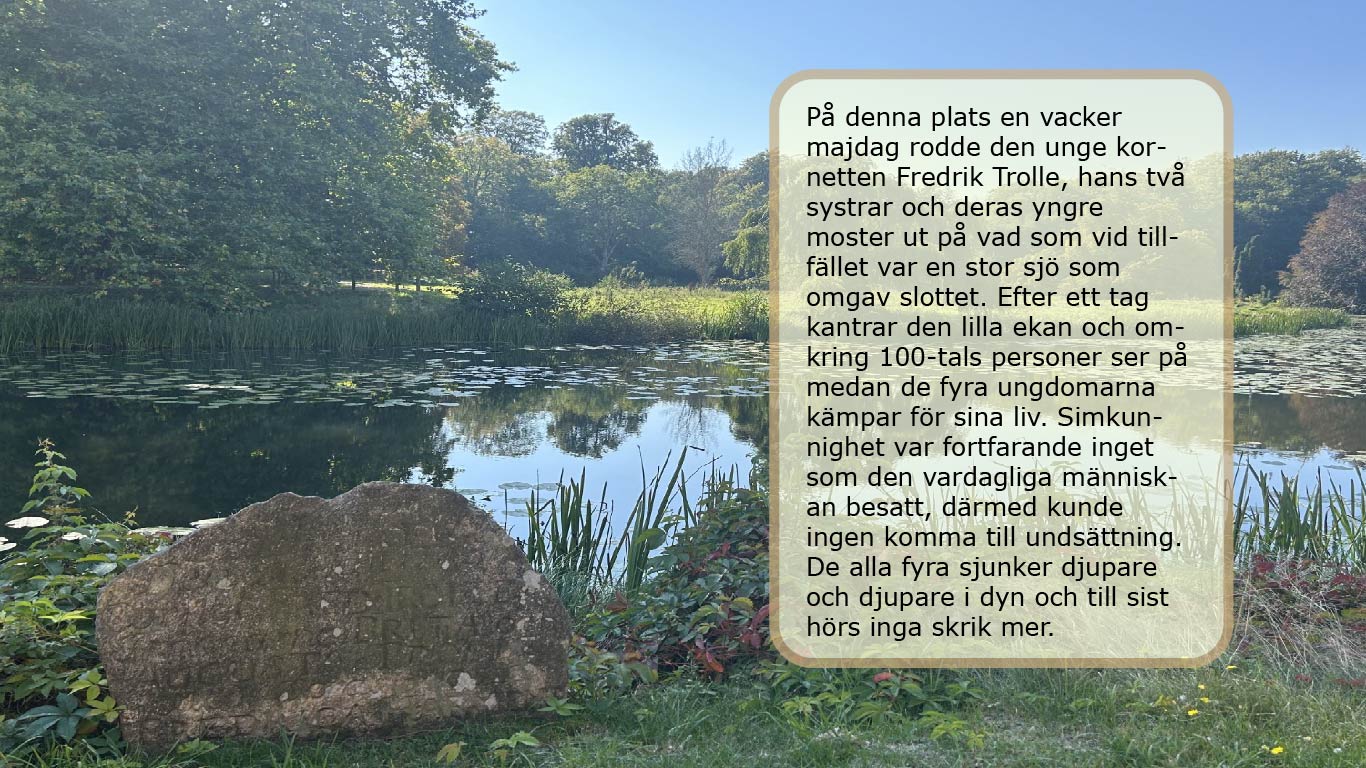 På denna plats en vacker
majdag rodde den unge kor-
netten Fredrik Trolle, hans två
systrar och deras yngre
moster ut på vad som vid till-
fället var en stor sjö som
omgav slottet. Efter ett tag
kantrar den lilla ekan och om-
kring 100-tals personer ser på
medan de fyra ungdomarna
kämpar för sina liv. Simkun-
nighet var fortfarande inget
som den vardagliga människ-
an besatt, därmed kunde
ingen komma till undsättning.
De alla fyra sjunker djupare
och djupare i dyn och till sist
hörs inga skrik mer.